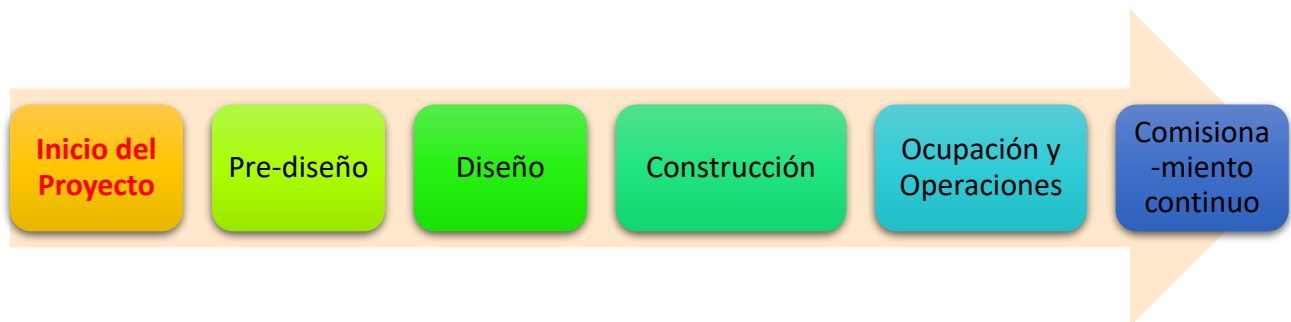 Inicio del
Proyecto
Pre-diseño
Diseño
Construcción
Ocupación y
Operaciones
Comisiona
-miento
continuo